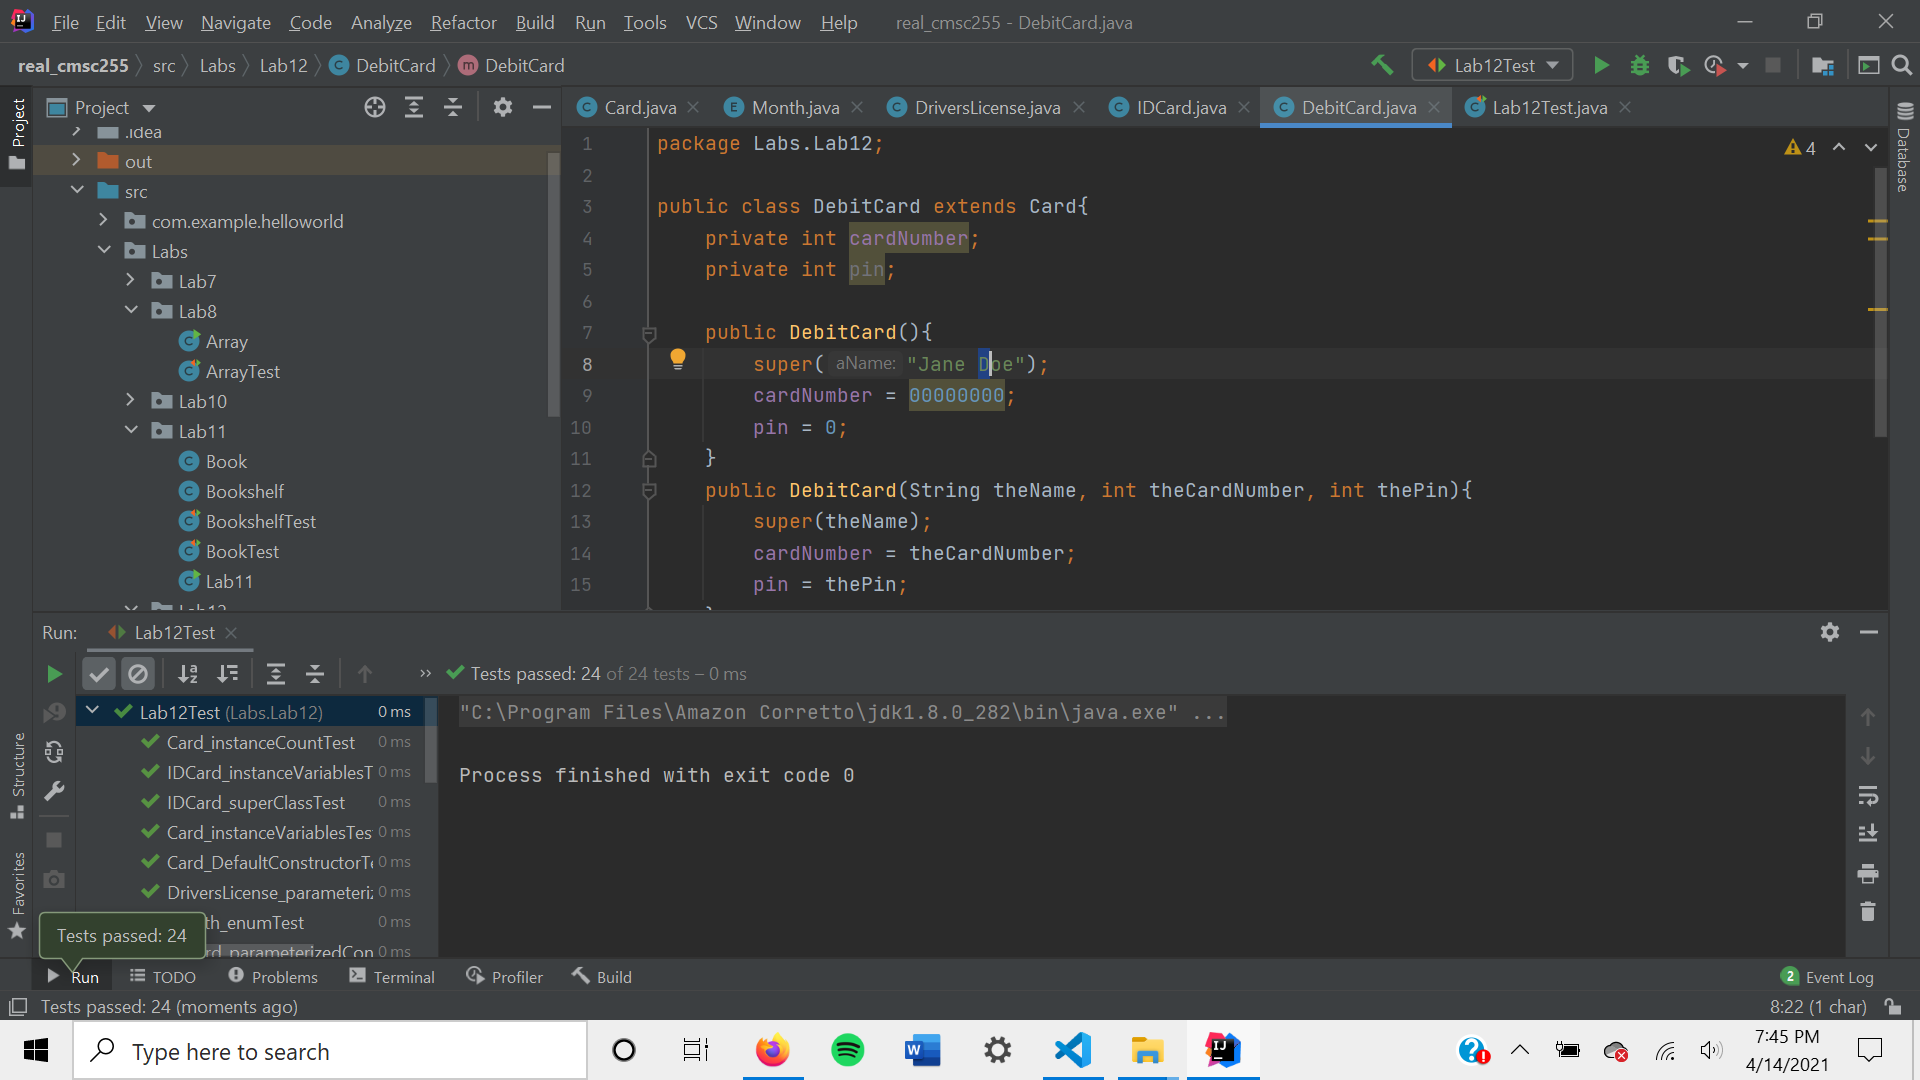 File Edit View Navigate Code Analyze Refactor Build Run Tools VCS Window Help real_cmsc255 - DebitCard.java
real_cmsc255 src Labs Lab12 DebitCard DebitCard Lab12Test
Project
Card.java Month.java DriversLicense.java IDCard.java DebitCard.java Lab12Test.java
Project
Database
.idea
out
src
com.example.helloworld
Labs
Lab7
Lab8
Array
ArrayTest
Lab10
Lab11
Book
Bookshelf
BookshelfTest
BookTest
Lab11
4
1 package Labs.Lab12;
2
3 public class DebitCard extends Card{
4 private int cardNumber;
5 private int pin;
6
7 public DebitCard(){
8 super( aName: "Jane Doe");
9 cardNumber = 00000000;
10 pin = 0;
11 }
12 public DebitCard(String theName, int theCardNumber, int thePin){
13 super(theName);
14 cardNumber = theCardNumber;
15 pin = thePin;
Run: Lab12Test
Tests passed: 24 of 24 tests – 0 ms
Lab12Test (Labs.Lab12) 0 ms
Card_instanceCountTest 0 ms
IDCard_instanceVariablesT 0 ms
IDCard_superClassTest 0 ms
Card_instanceVariablesTes 0 ms
Card_DefaultConstructorTe 0 ms
DriversLicense_parameteriz 0 ms
th_enumTest 0 ms
rd_parameterizedCon 0 ms
"C:\Program Files\Amazon Corretto\jdk1.8.0_282\bin\java.exe" ...
Process finished with exit code 0
Structure
Favorites
Tests passed: 24
Run TODO Problems Terminal Profiler Build 2 Event Log
Tests passed: 24 (moments ago) 8:22 (1 char)
Type here to search
7:45 PM
4/14/2021